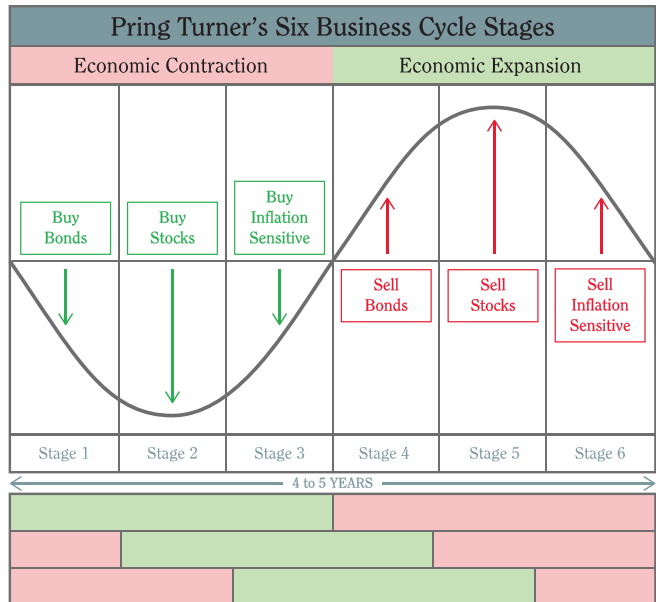 Pring Turner's Six Business Cycle Stages
Economic Contraction
Economic Expansion
Buy
Bonds
Buy
Stocks
Buy
Inflation
Sensitive
Sell
Bonds
Sell
Stocks
Sell
Inflation
Sensitive
Stage 1
Stage 2
Stage 3
Stage 4
Stage 5
Stage 6
4 to 5 YEARS